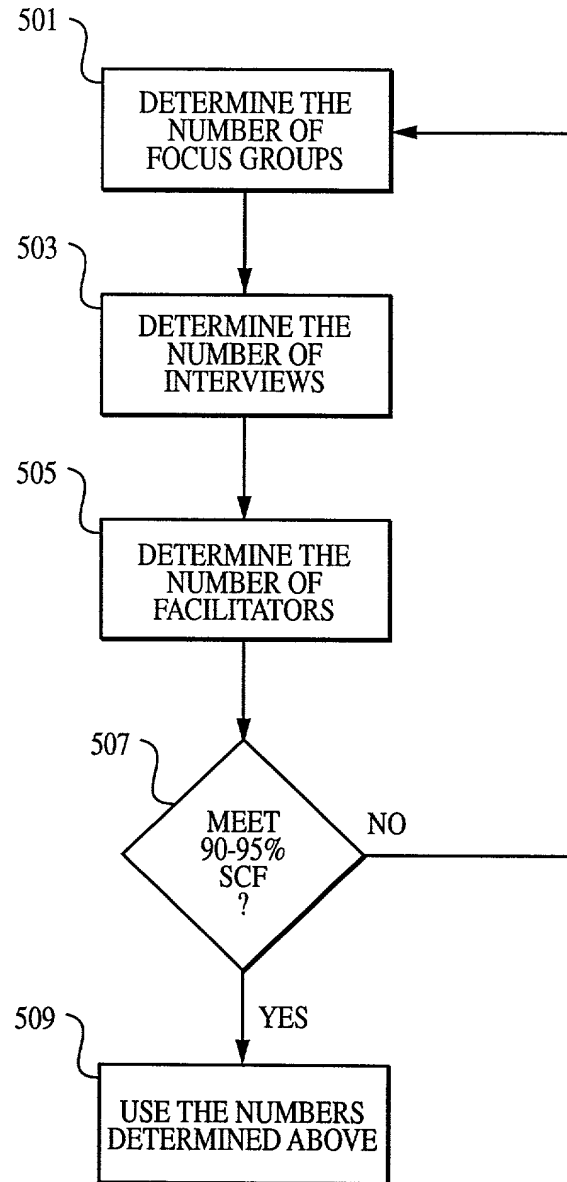 501
DETERMINE THE
NUMBER OF
FOCUS GROUPS
503
DETERMINE THE
NUMBER OF
INTERVIEWS
505
DETERMINE THE
NUMBER OF
FACILITATORS
507
MEET
90-95%
SCF
?
NO
YES
509
USE THE NUMBERS
DETERMINED ABOVE